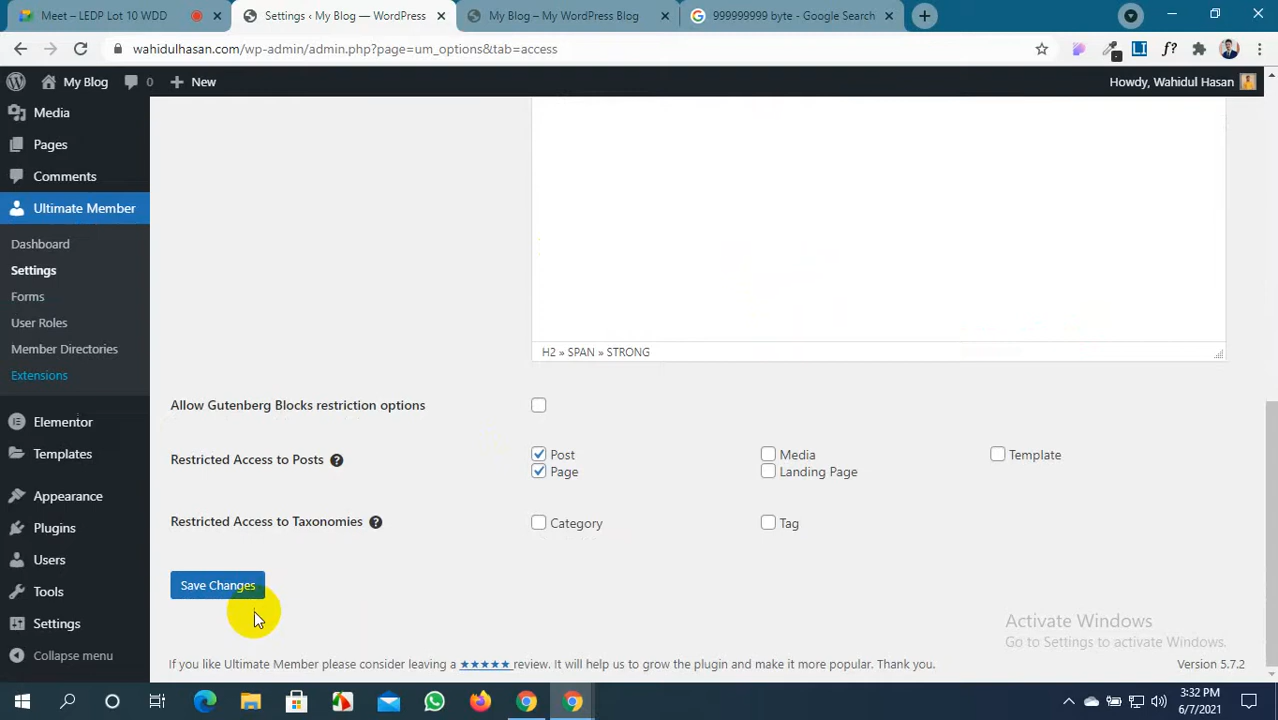 Meet – LEDP Lot 10 WDD
Settings ‹ My Blog — WordPress
My Blog – My WordPress Blog
999999999 byte - Google Search
wahidulhasan.com/wp-admin/admin.php?page=um_options&tab=access
My Blog
0
New
Howdy, Wahidul Hasan
Media
Pages
Comments
Ultimate Member
Dashboard
Settings
Forms
User Roles
Member Directories
Extensions
Elementor
Templates
Appearance
Plugins
Users
Tools
Settings
Collapse menu
H2 » SPAN » STRONG
Allow Gutenberg Blocks restriction options
Restricted Access to Posts
Post
Media
Template
Page
Landing Page
Restricted Access to Taxonomies
Category
Tag
Save Changes
Activate Windows
Go to Settings to activate Windows.
If you like Ultimate Member please consider leaving a ★★★★★ review. It will help us to grow the plugin and make it more popular. Thank you.
Version 5.7.2
3:32 PM
6/7/2021